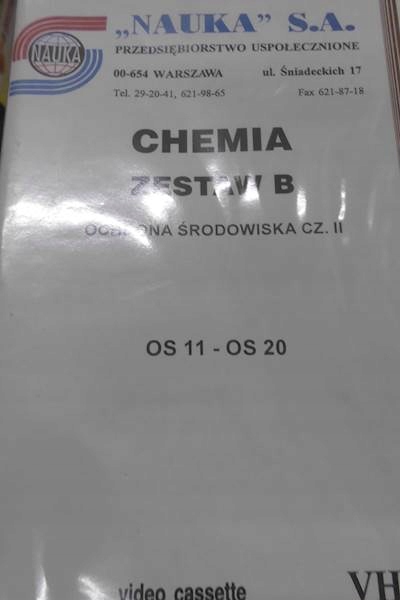 „NAUKA” S.A.
NAUKA
PRZEDSIĘBIORSTWO USPOŁECZNIONE
00-654 WARSZAWA ul. Śniadeckich 17
Tel. 29-20-41, 621-98-65 Fax 621-87-18
CHEMIA
ZESTAW B
OCHRONA ŚRODOWISKA CZ. II
OS 11 - OS 20
video cassette VH